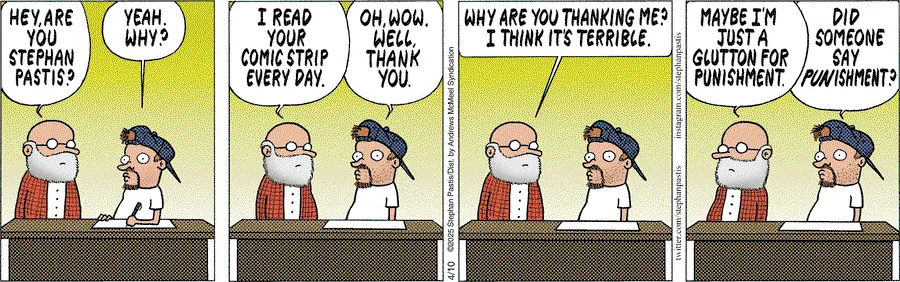 HEY, ARE
YOU
STEPHAN
PASTIS?
YEAH.
WHY?
I READ
YOUR
COMIC STRIP
EVERY DAY.
OH, WOW.
WELL,
THANK
YOU.
4/10 ©2025 Stephan Pastis/Dist. by Andrews McMeel Syndication
WHY ARE YOU THANKING ME?
I THINK IT'S TERRIBLE.
twitter.com/stephanpastis instagram.com/stephanpastis
MAYBE I'M
JUST A
GLUTTON FOR
PUNISHMENT.
DID
SOMEONE
SAY
PUNISHMENT?